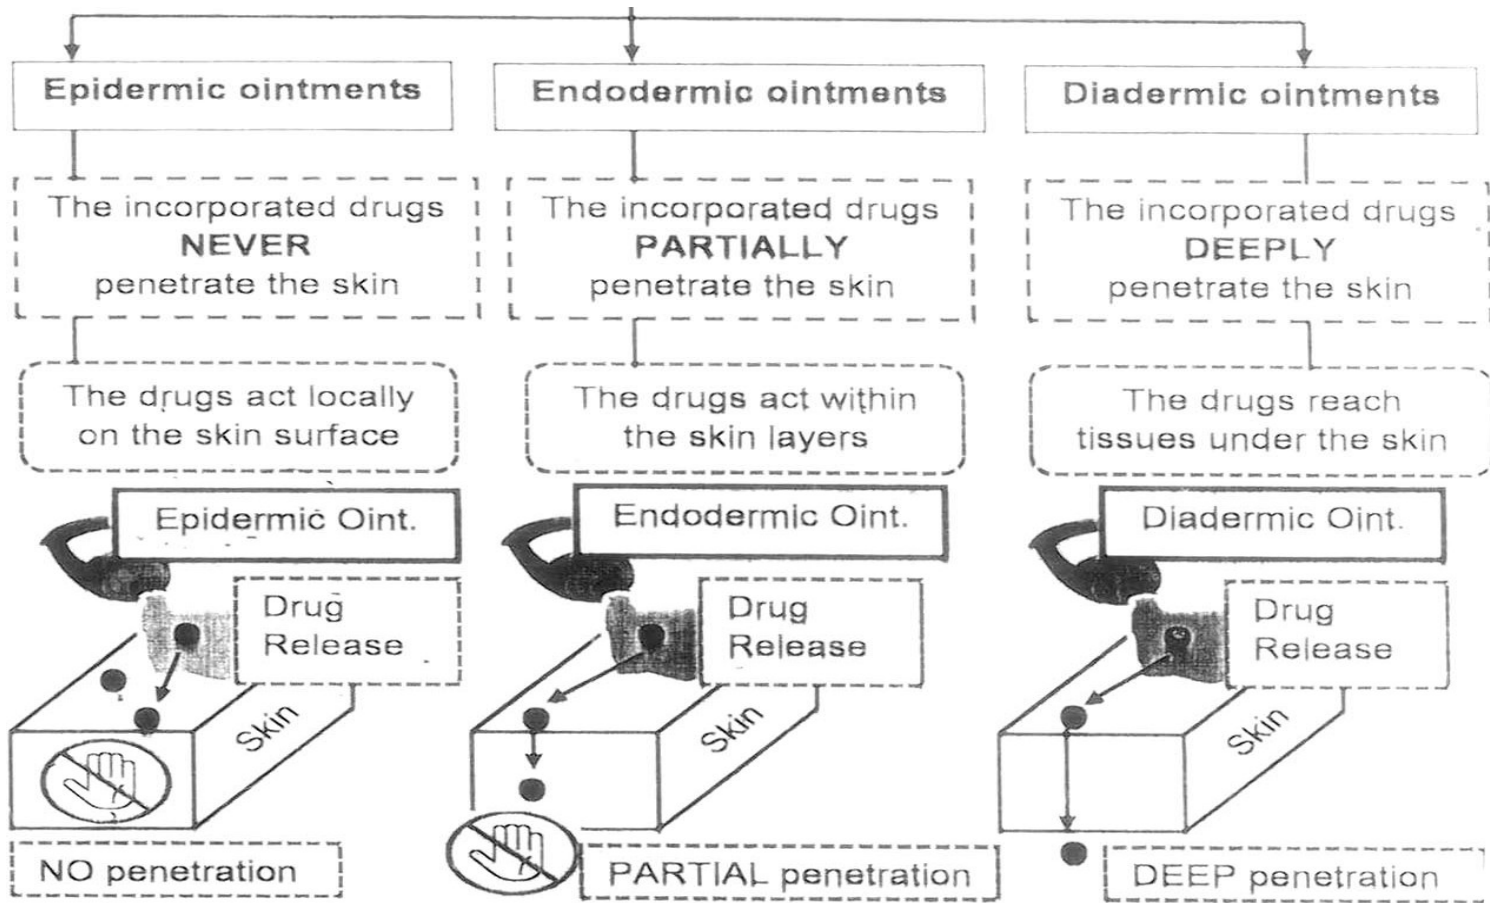 Epidermic ointments
Endodermic ointments
Diadermic ointments
The incorporated drugs
NEVER
penetrate the skin
The incorporated drugs
PARTIALLY
penetrate the skin
The incorporated drugs
DEEPLY
penetrate the skin
The drugs act locally
on the skin surface
The drugs act within
the skin layers
The drugs reach
tissues under the skin
Epidermic Oint.
Endodermic Oint.
Diadermic Oint.
Drug
Release
Drug
Release
Drug
Release
Skin
Skin
Skin
NO penetration
PARTIAL penetration
DEEP penetration